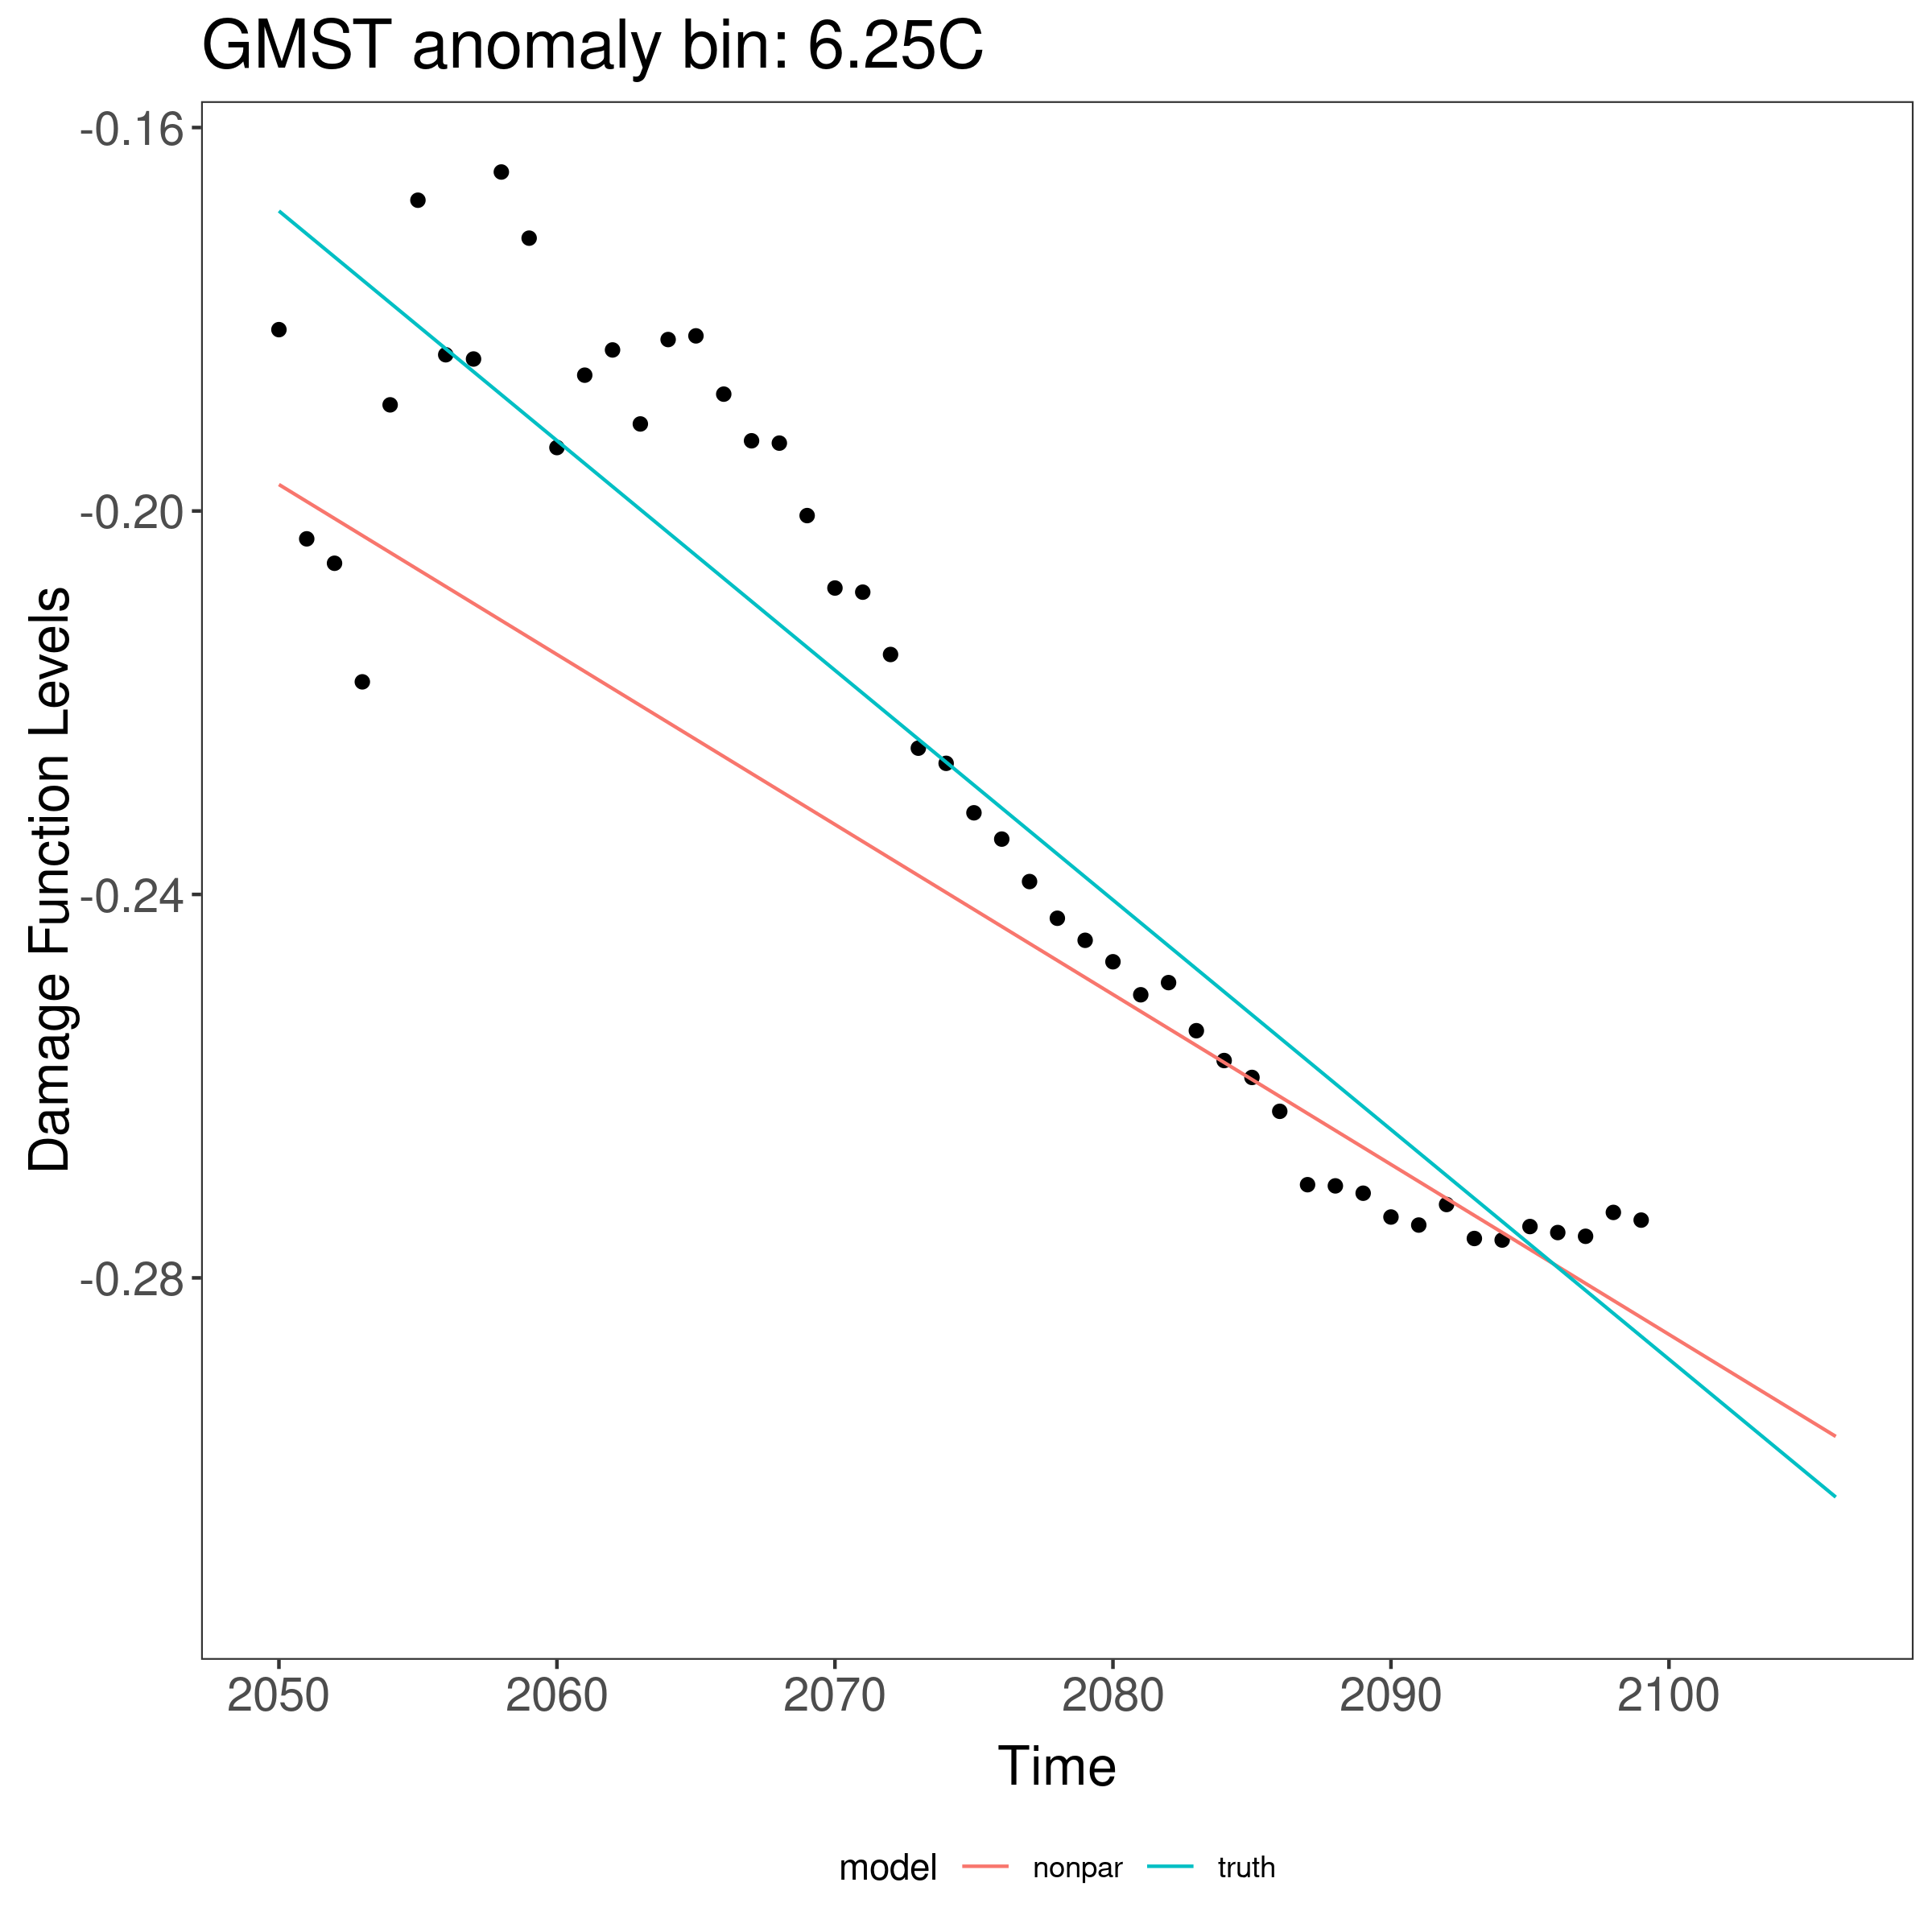 GMST anomaly bin: 6.25C
-0.16
-0.20
-0.24
-0.28
Damage Function Levels
2050 2060 2070 2080 2090 2100
Time
model nonpar truth